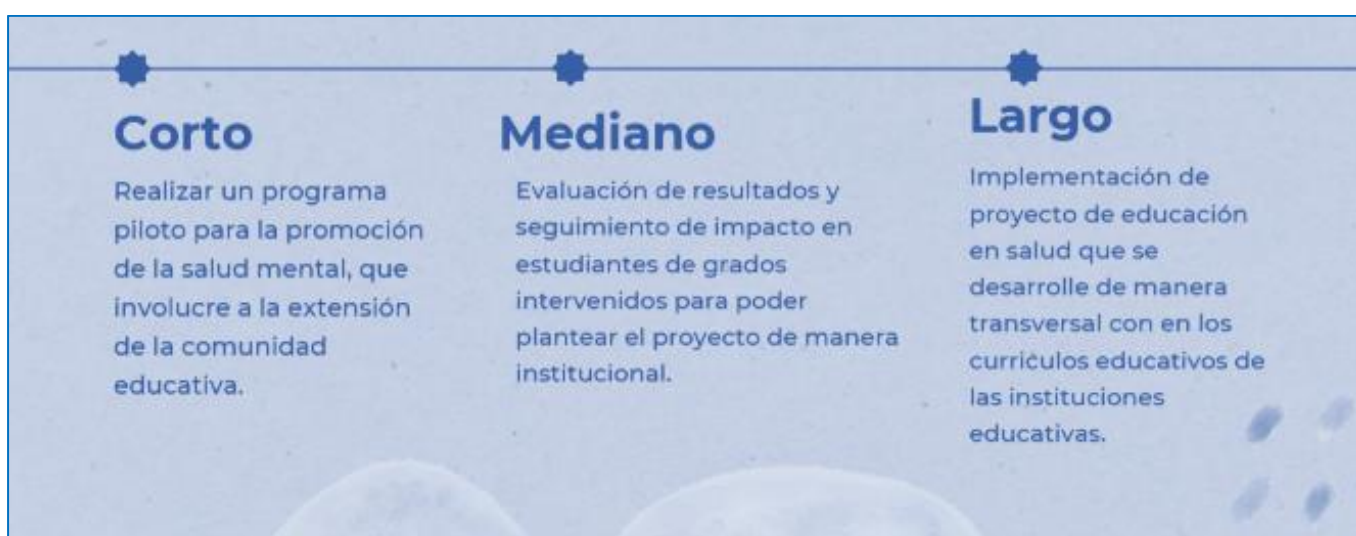 Corto
Realizar un programa
piloto para la promoción
de la salud mental, que
involucre a la extensión
de la comunidad
educativa.
Mediano
Evaluación de resultados y
seguimiento de impacto en
estudiantes de grados
intervenidos para poder
plantear el proyecto de manera
institucional.
Largo
Implementación de
proyecto de educación
en salud que se
desarrolle de manera
transversal con en los
currículos educativos de
las instituciones
educativas.